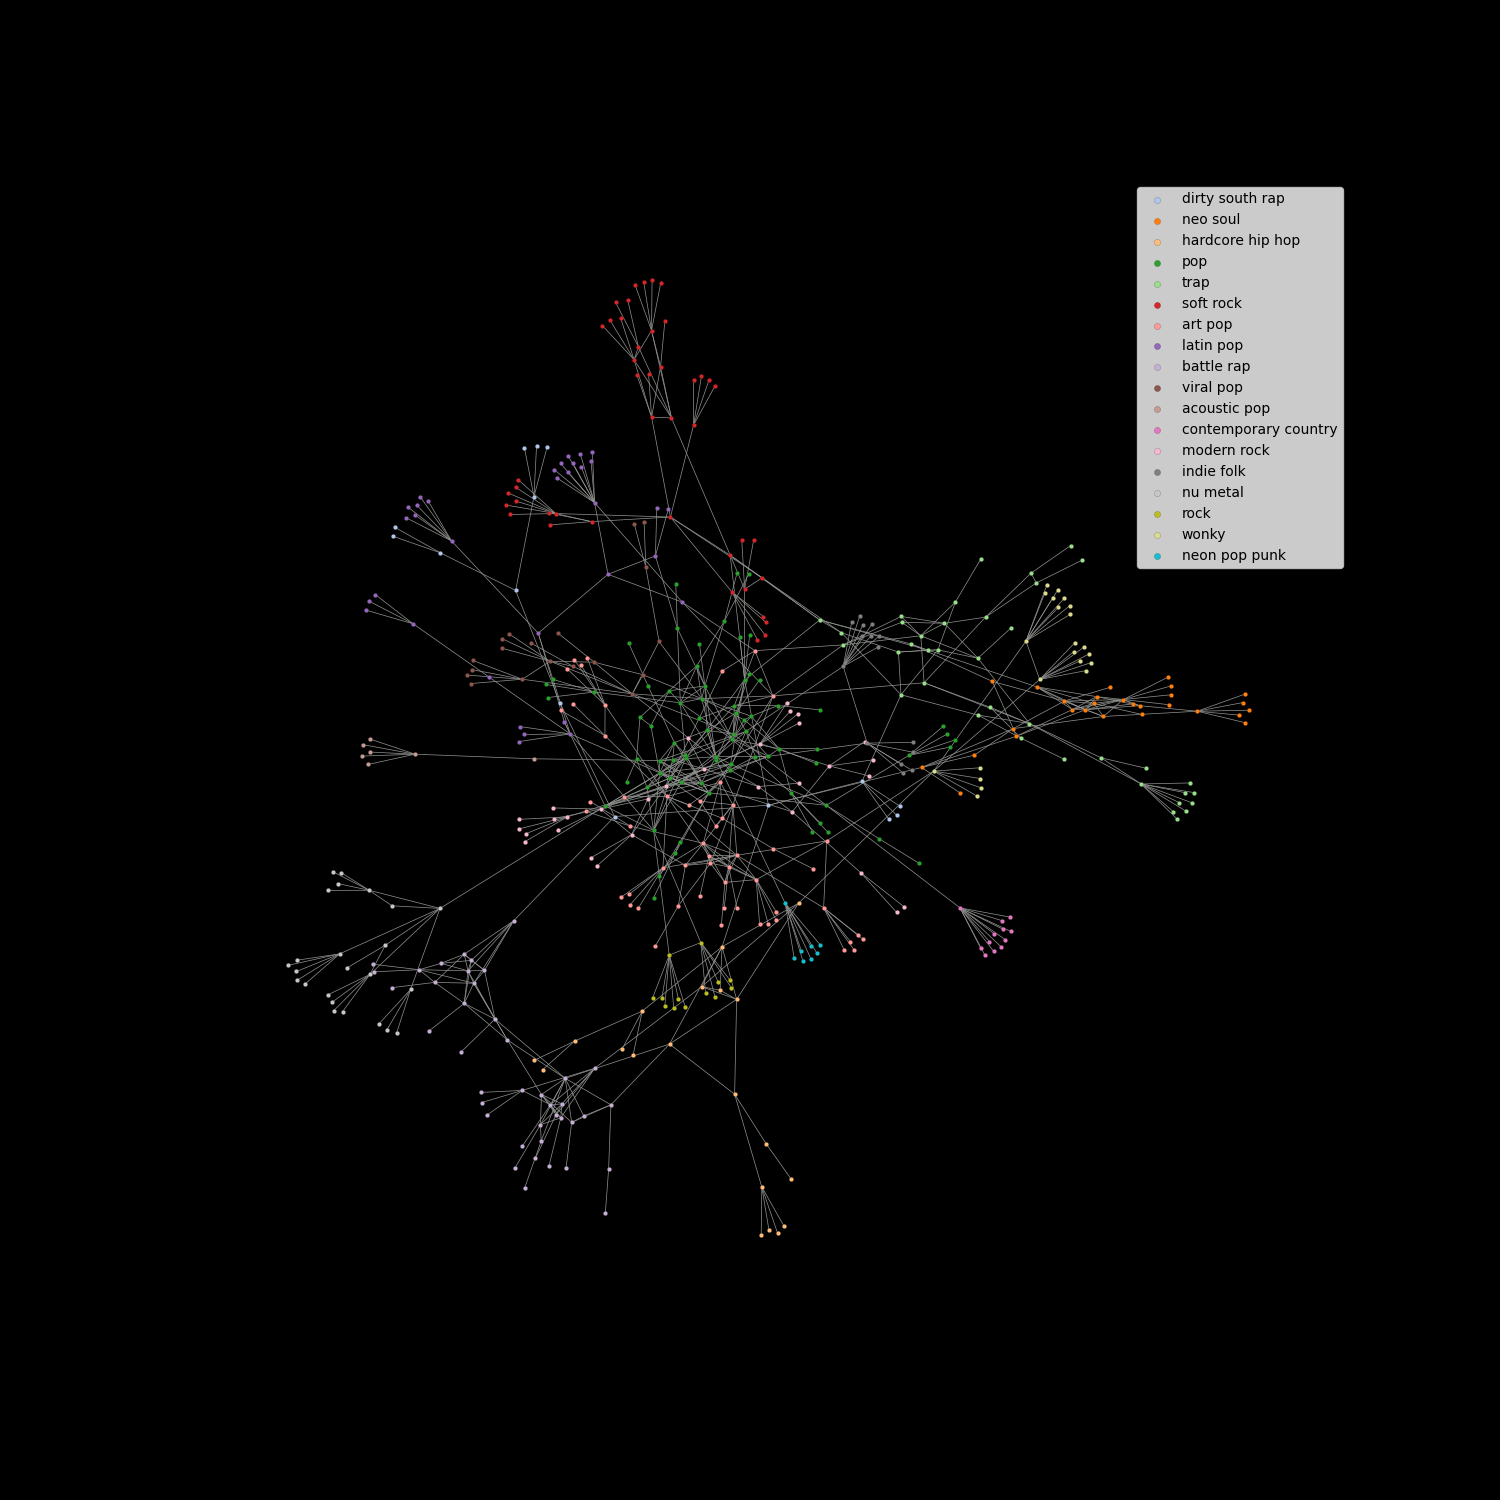 dirty south rap
neo soul
hardcore hip hop
pop
trap
soft rock
art pop
latin pop
battle rap
viral pop
acoustic pop
contemporary country
modern rock
indie folk
nu metal
rock
wonky
neon pop punk